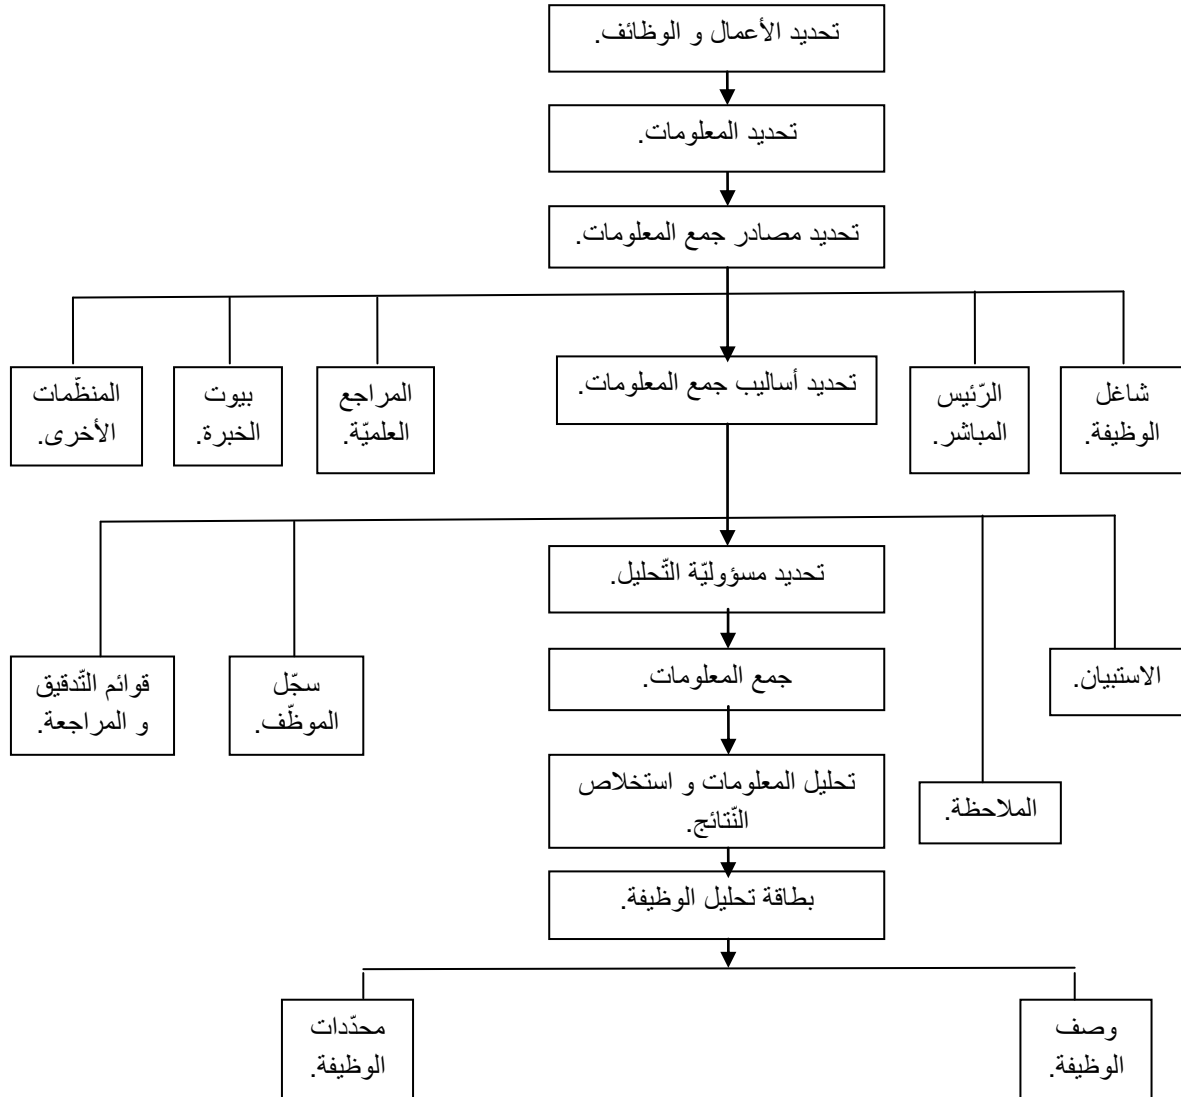 تحديد الأعمال و الوظائف.
تحديد المعلومات.
تحديد مصادر جمع المعلومات.
شاغل
الوظيفة.
الرّئيس
المباشر.
تحديد أساليب جمع المعلومات.
المراجع
العلميّة.
بيوت
الخبرة.
المنظّمات
الأخرى.
تحديد مسؤوليّة التّحليل.
الاستبيان.
جمع المعلومات.
سجّل
الموظّف.
قوائم التّدقيق
و المراجعة.
تحليل المعلومات و استخلاص
النّتائج.
الملاحظة.
بطاقة تحليل الوظيفة.
وصف
الوظيفة.
محدّدات
الوظيفة.